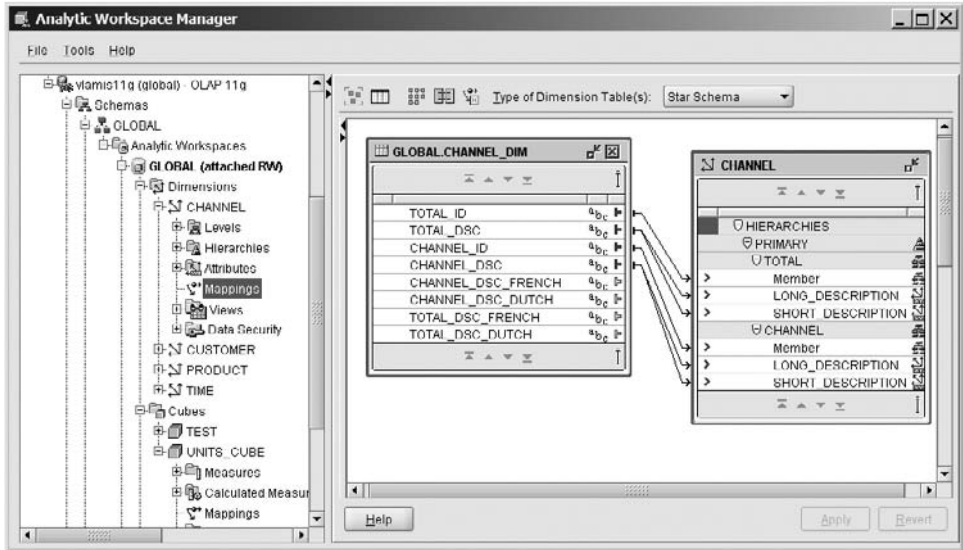 Analytic Workspace Manager
File Tools Help
vlamis11g (global) - OLAP 11g
Schemas
GLOBAL
Analytic Workspaces
GLOBAL (attached RW)
Dimensions
CHANNEL
Levels
Hierarchies
Attributes
Mappings
Views
Data Security
CUSTOMER
PRODUCT
TIME
Cubes
TEST
UNITS_CUBE
Measures
Calculated Measur
Mappings
Type of Dimension Table(s): Star Schema
GLOBAL.CHANNEL_DIM
TOTAL_ID
TOTAL_DSC
CHANNEL_ID
CHANNEL_DSC
CHANNEL_DSC_FRENCH
CHANNEL_DSC_DUTCH
TOTAL_DSC_FRENCH
TOTAL_DSC_DUTCH
CHANNEL
HIERARCHIES
PRIMARY
TOTAL
Member
LONG_DESCRIPTION
SHORT_DESCRIPTION
CHANNEL
Member
LONG_DESCRIPTION
SHORT_DESCRIPTION
Help Apply Revert